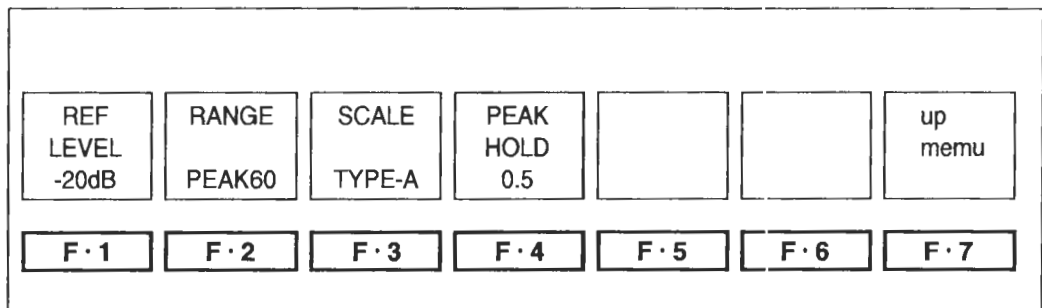 REF
LEVEL
-20dB
RANGE
PEAK60
SCALE
TYPE-A
PEAK
HOLD
0.5
up
memu
F·1
F·2
F·3
F·4
F·5
F·6
F·7